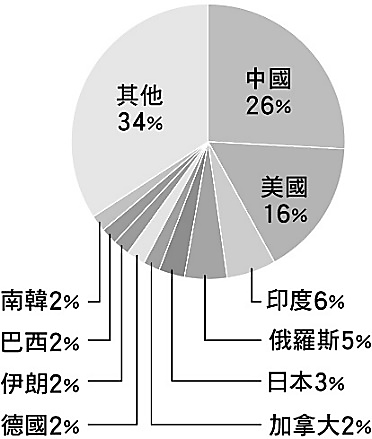 其他
34%
中國
26%
美國
16%
南韓2%
巴西2%
伊朗2%
德國2%
印度6%
俄羅斯5%
日本3%
加拿大2%